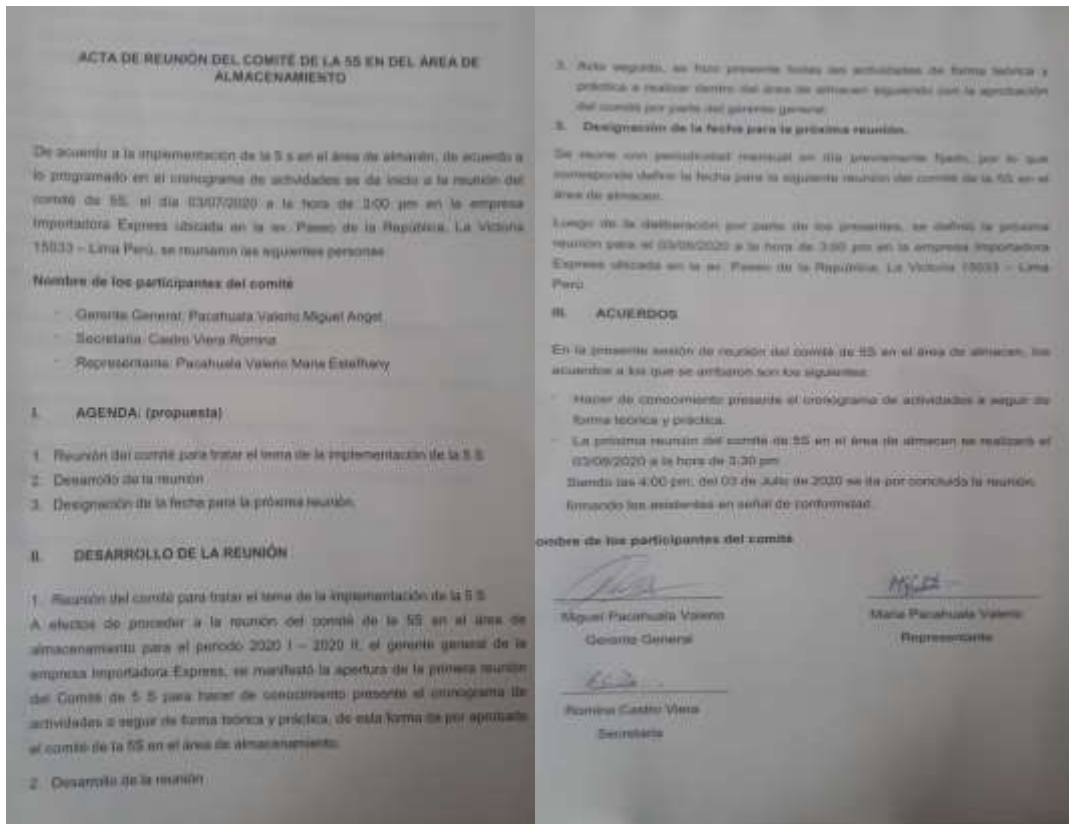 ACTA DE REUNIÓN DEL COMITÉ DE LA 5S EN DEL ÁREA DE
ALMACENAMIENTO
De acuerdo a la implementación de la 5 s en el área de almacén, de acuerdo a
lo programado en el cronograma de actividades se da inicio a la reunión del
comité de 5S, el día 03/07/2020 a la hora de 3:00 pm en la empresa
Importadora Express ubicada en la av. Paseo de la República, La Victoria
15033 – Lima Perú, se reunieron las siguientes personas
Nombre de los participantes del comité
- Gerente General: Pacahuala Valerio Miguel Angel
- Secretaria: Castro Viera Romina
- Representante: Pacahuala Valerio Maria Estefhany
I. AGENDA: (propuesta)
1. Reunión del comité para tratar el tema de la implementación de la 5 S
2. Desarrollo de la reunión
3. Designación de la fecha para la próxima reunión.
II. DESARROLLO DE LA REUNIÓN
1. Reunión del comité para tratar el tema de la implementación de la 5 S
A efectos de proceder a la reunión del comité de la 5S en el área de
almacenamiento para el periodo 2020 I – 2020 II, el gerente general de la
empresa Importadora Express, se manifestó la apertura de la primera reunión
del Comité de 5 S para hacer de conocimiento presente el cronograma de
actividades a seguir de forma teórica y práctica, de esta forma da por aprobado
el comité de la 5S en el área de almacenamiento.
2. Desarrollo de la reunión
3. Acto seguido, se hizo presente todas las actividades de forma teórica y
práctica a realizar dentro del área de almacen siguiendo con la aprobación
del comité por parte del gerente general.
3. Designación de la fecha para la próxima reunión.
Se reúne con periodicidad mensual en día previamente fijado, por lo que
corresponde definir la fecha para la siguiente reunión del comité de la 5S en el
área de almacen.
Luego de la deliberación por parte de los presentes, se definió la próxima
reunión para el 03/08/2020 a la hora de 3:00 pm en la empresa Importadora
Express ubicada en la av. Paseo de la República, La Victoria 15033 – Lima
Perú
III. ACUERDOS
En la presente sesión de reunión del comité de 5S en el área de almacen, los
acuerdos a los que se arribaron son los siguientes:
- Hacer de conocimiento presente el cronograma de actividades a seguir de
forma teórica y práctica.
- La próxima reunión del comité de 5S en el área de almacen se realizará el
03/08/2020 a la hora de 3:30 pm
Siendo las 4:00 pm, del 03 de Julio de 2020 se da por concluido la reunión,
firmando los asistentes en señal de conformidad.
ombre de los participantes del comité
Miguel Pacahuala Valerio
Gerente General
Maria Pacahuala Valerio
Representante
Romina Castro Viera
Secretaria